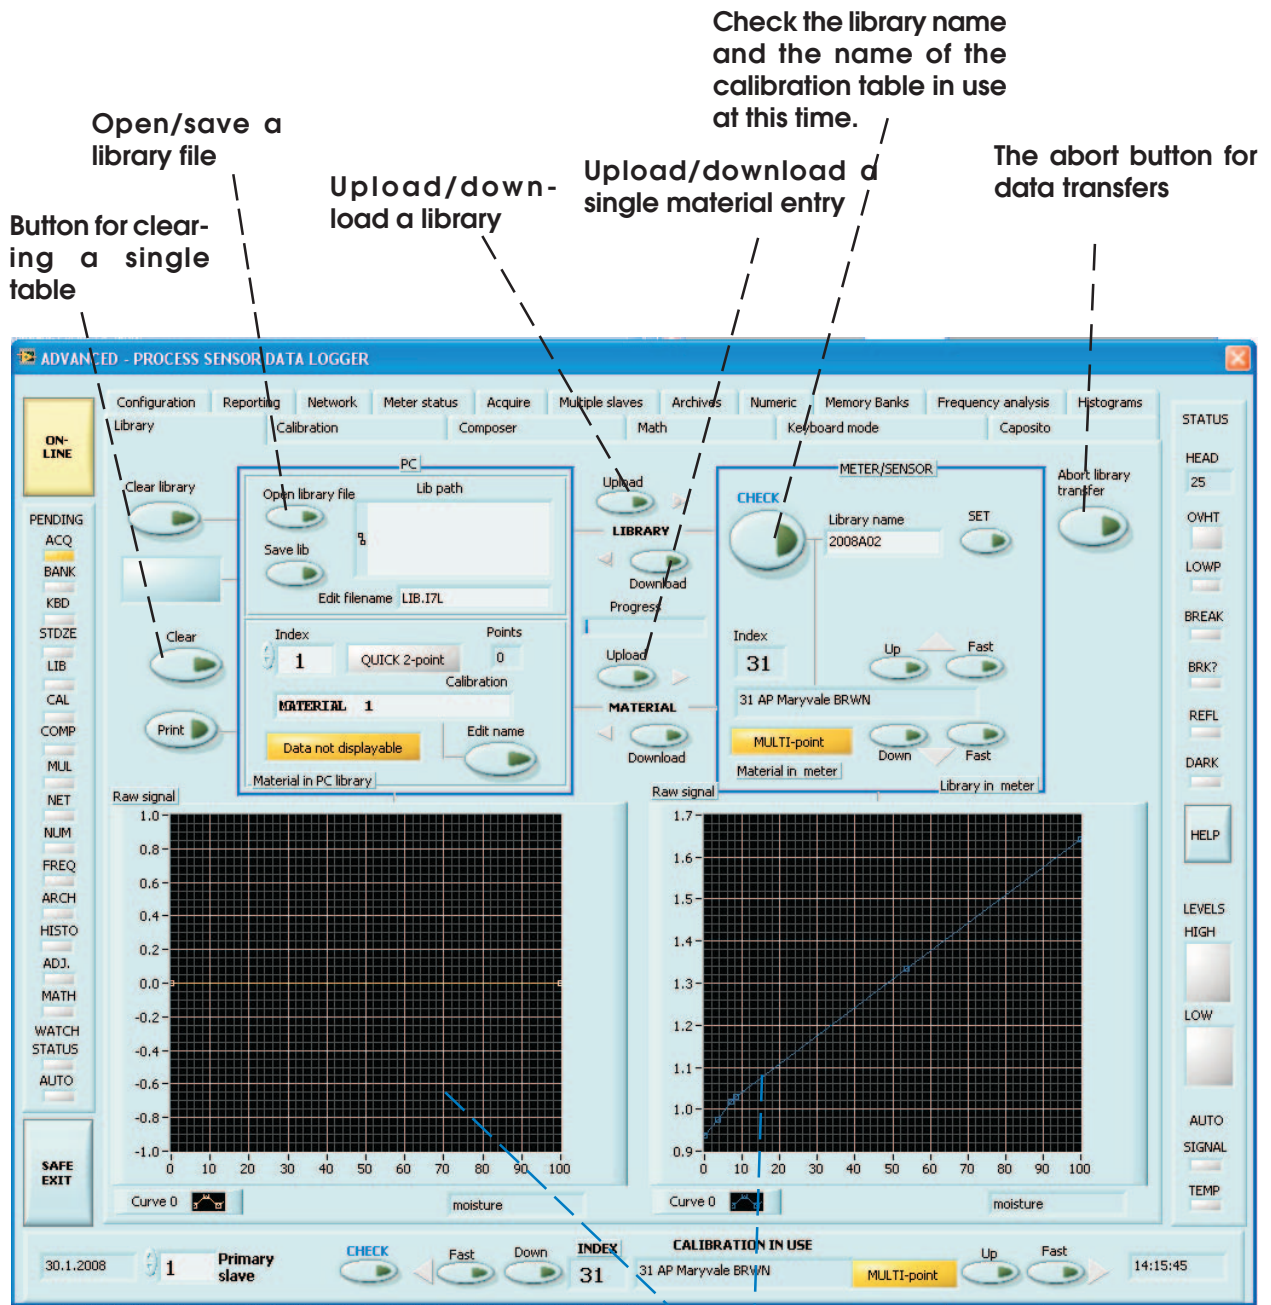 Check the library name
and the name of the
calibration table in use
at this time.
Open/save a
library file
Upload/down-
load a library
Upload/download a
single material entry
The abort button for
data transfers
Button for clear-
ing a single
table
ADVANCED - PROCESS SENSOR DATA LOGGER
Configuration Reporting Network Meter status Acquire Multiple slaves Archives Numeric Memory Banks Frequency analysis Histograms
Library Calibration Composer Math Keyboard mode Caposito
ON-
LINE
PENDING
ACQ
BANK
KBD
STDZE
LIB
CAL
COMP
MUL
NET
NUM
FREQ
ARCH
HISTO
ADJ.
MATH
WATCH
STATUS
AUTO
SAFE
EXIT
Clear library
Clear
Print
PC
Open library file
Lib path
Save lib
Edit filename LIB.I7L
Index
1
QUICK 2-point
Points
0
Calibration
MATERIAL 1
Data not displayable
Edit name
Material in PC library
Upload
LIBRARY
Download
Progress
Upload
MATERIAL
Download
METER/SENSOR
CHECK
Library name
2008A02
SET
Index
31
Up
Fast
31 AP Maryvale BRWN
MULTI-point
Down
Fast
Material in meter
Library in meter
Abort library
transfer
STATUS
HEAD
25
OVHT
LOWP
BREAK
BRK?
REFL
DARK
HELP
LEVELS
HIGH
LOW
AUTO
SIGNAL
TEMP
Raw signal
1.0
0.8
0.6
0.4
0.2
0.0
-0.2
-0.4
-0.6
-0.8
-1.0
0 10 20 30 40 50 60 70 80 90 100
Curve 0
moisture
Raw signal
1.7
1.6
1.5
1.4
1.3
1.2
1.1
1.0
0.9
0 10 20 30 40 50 60 70 80 90 100
Curve 0
moisture
30.1.2008
1
Primary
slave
CHECK
Fast
Down
INDEX
31
CALIBRATION IN USE
31 AP Maryvale BRWN
MULTI-point
Up
Fast
14:15:45